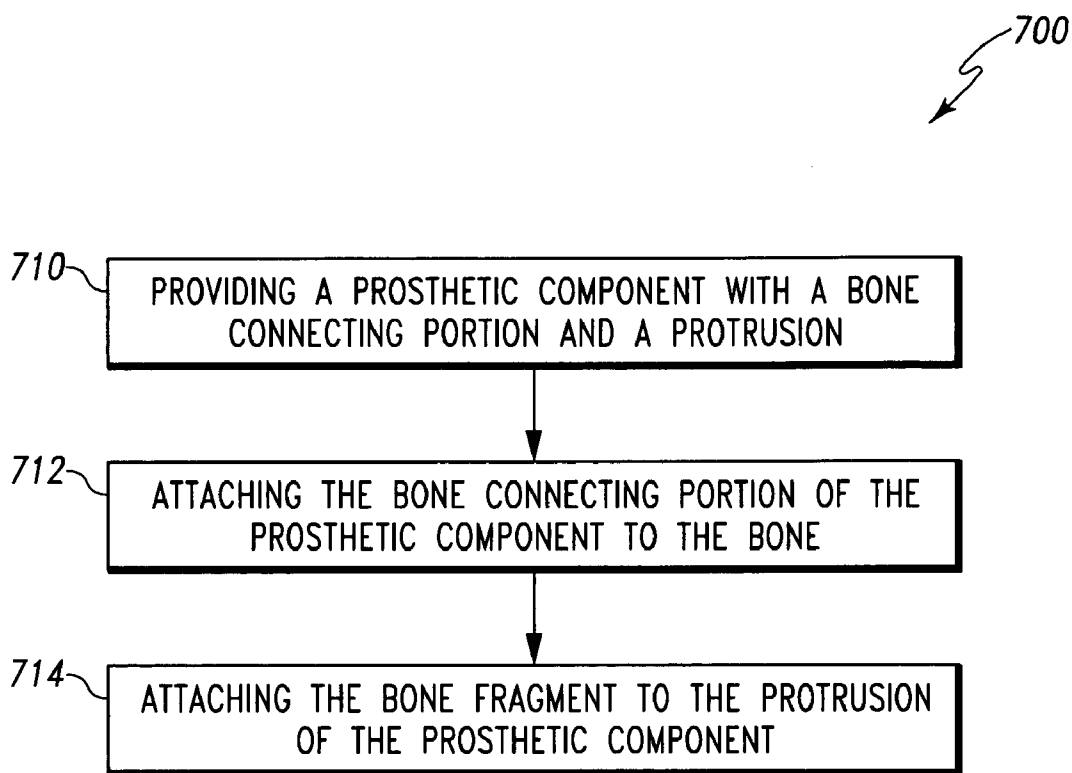 700
710
PROVIDING A PROSTHETIC COMPONENT WITH A BONE
CONNECTING PORTION AND A PROTRUSION
712
ATTACHING THE BONE CONNECTING PORTION OF THE
PROSTHETIC COMPONENT TO THE BONE
714
ATTACHING THE BONE FRAGMENT TO THE PROTRUSION
OF THE PROSTHETIC COMPONENT